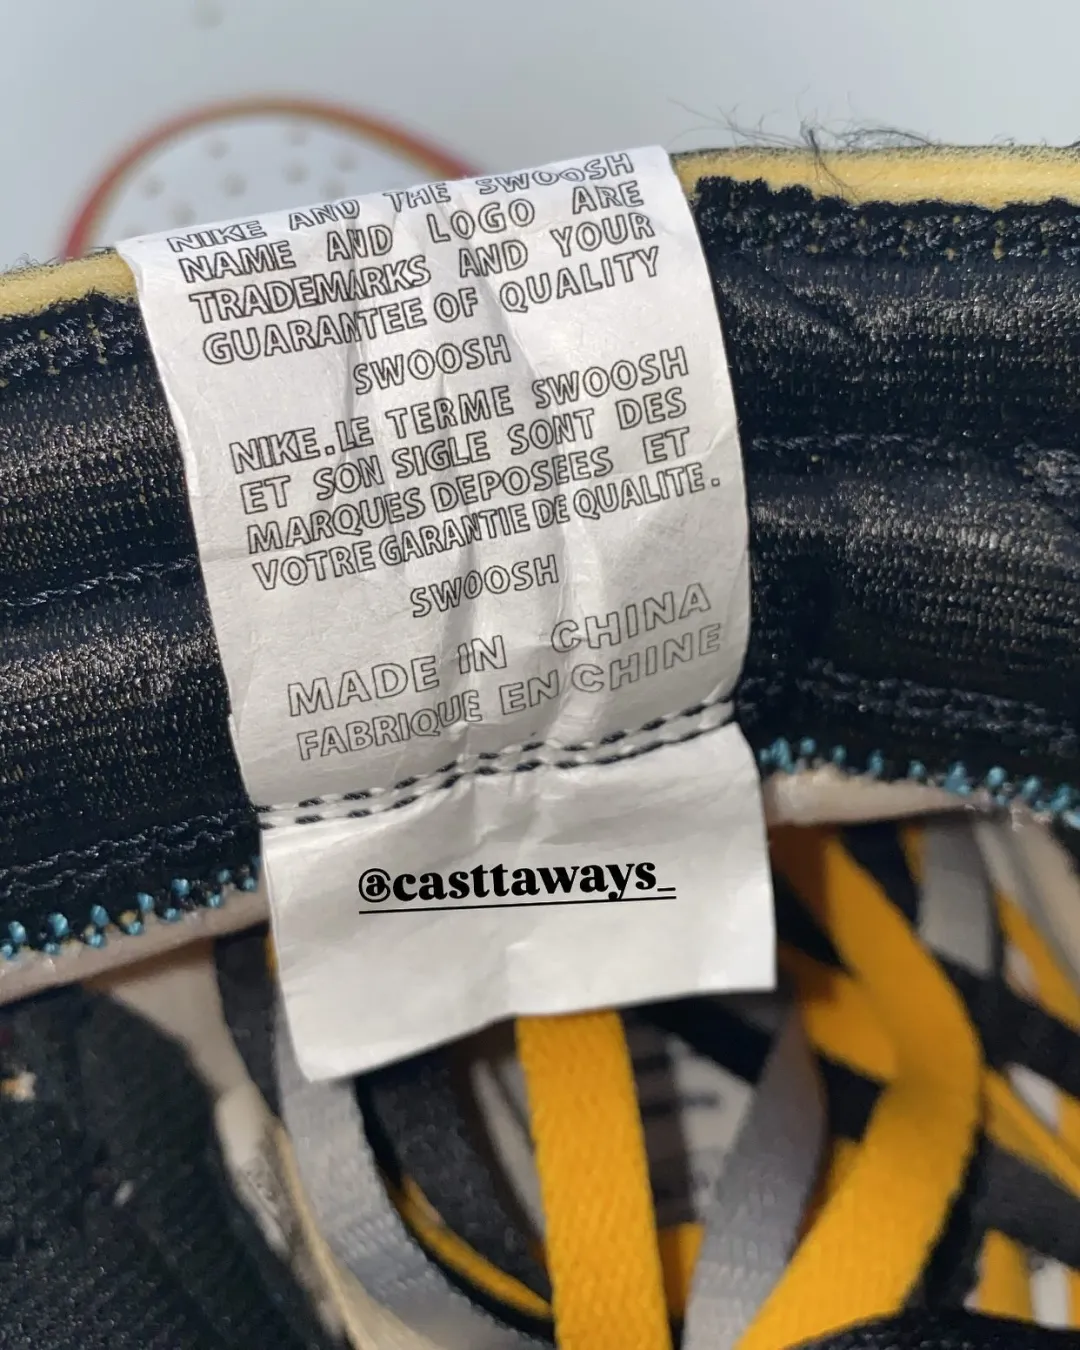 NIKE AND THE SWOOSH
NAME AND LOGO ARE
TRADEMARKS AND YOUR
GUARANTEE OF QUALITY
SWOOSH
NIKE.LE TERME SWOOSH
ET SON SIGLE SONT DES
MARQUES DEPOSEES ET
VOTRE GARANTIE DE QUALITE.
SWOOSH
MADE IN CHINA
FABRIQUE EN CHINE
@casttaways_